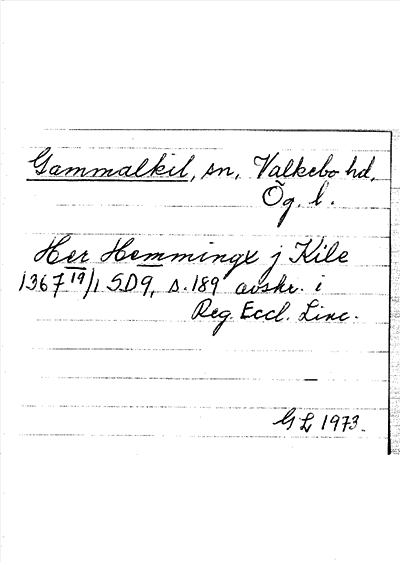 Gammalkil, sn, Valkebo hd,
Ög. l.
Her Hemmingx j Kile
1367 19/1 SD9, s. 189 avskr. i
Reg. Eccl. Linc.
GL 1973.